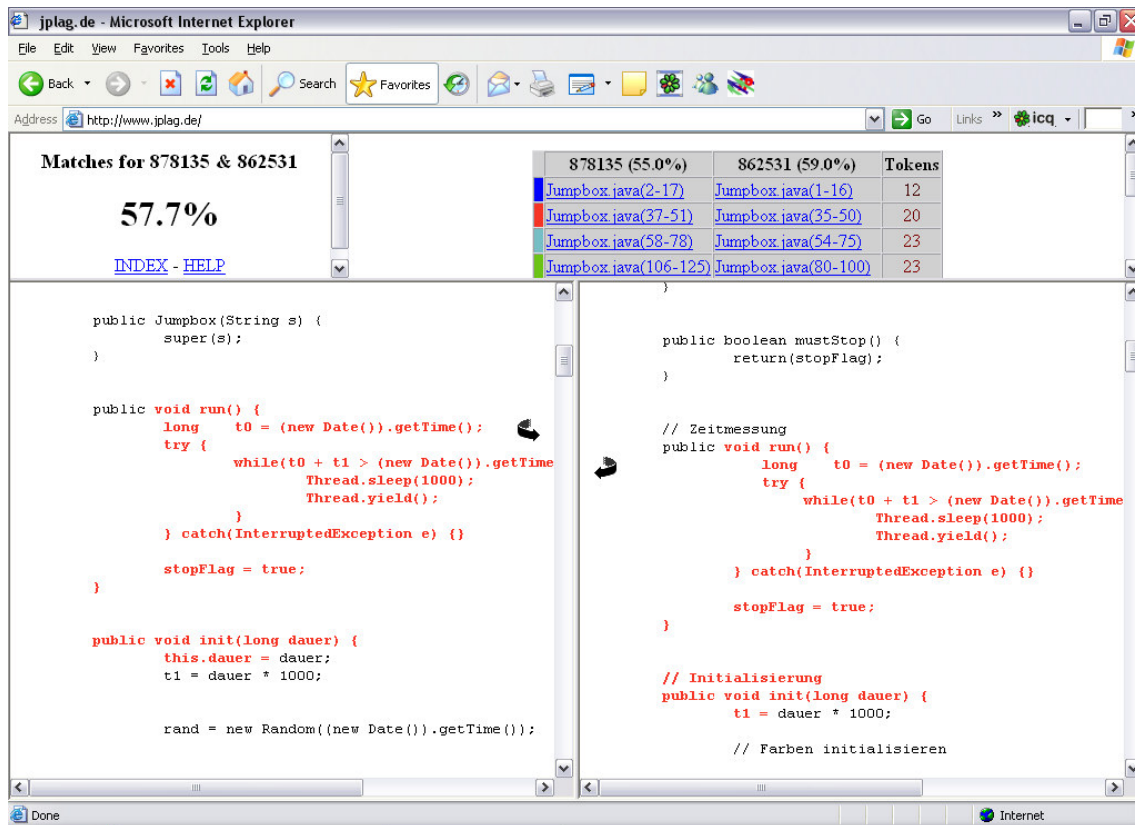 jplag.de - Microsoft Internet Explorer
File Edit View Favorites Tools Help
Back Search Favorites
Address http://www.jplag.de/ Go Links » icq
Matches for 878135 & 862531
57.7%
INDEX - HELP
878135 (55.0%) 862531 (59.0%) Tokens
Jumpbox.java(2-17) Jumpbox.java(1-16) 12
Jumpbox.java(37-51) Jumpbox.java(35-50) 20
Jumpbox.java(58-78) Jumpbox.java(54-75) 23
Jumpbox.java(106-125) Jumpbox.java(80-100) 23
public Jumpbox(String s) {
super(s);
}
public void run() {
long t0 = (new Date()).getTime();
try {
while(t0 + t1 > (new Date()).getTime
Thread.sleep(1000);
Thread.yield();
}
} catch(InterruptedException e) {}
stopFlag = true;
}
public void init(long dauer) {
this.dauer = dauer;
t1 = dauer * 1000;
rand = new Random((new Date()).getTime());
}
public boolean mustStop() {
return(stopFlag);
}
// Zeitmessung
public void run() {
long t0 = (new Date()).getTime();
try {
while(t0 + t1 > (new Date()).getTime
Thread.sleep(1000);
Thread.yield();
}
} catch(InterruptedException e) {}
stopFlag = true;
}
// Initialisierung
public void init(long dauer) {
t1 = dauer * 1000;
// Farben initialisieren
Done Internet